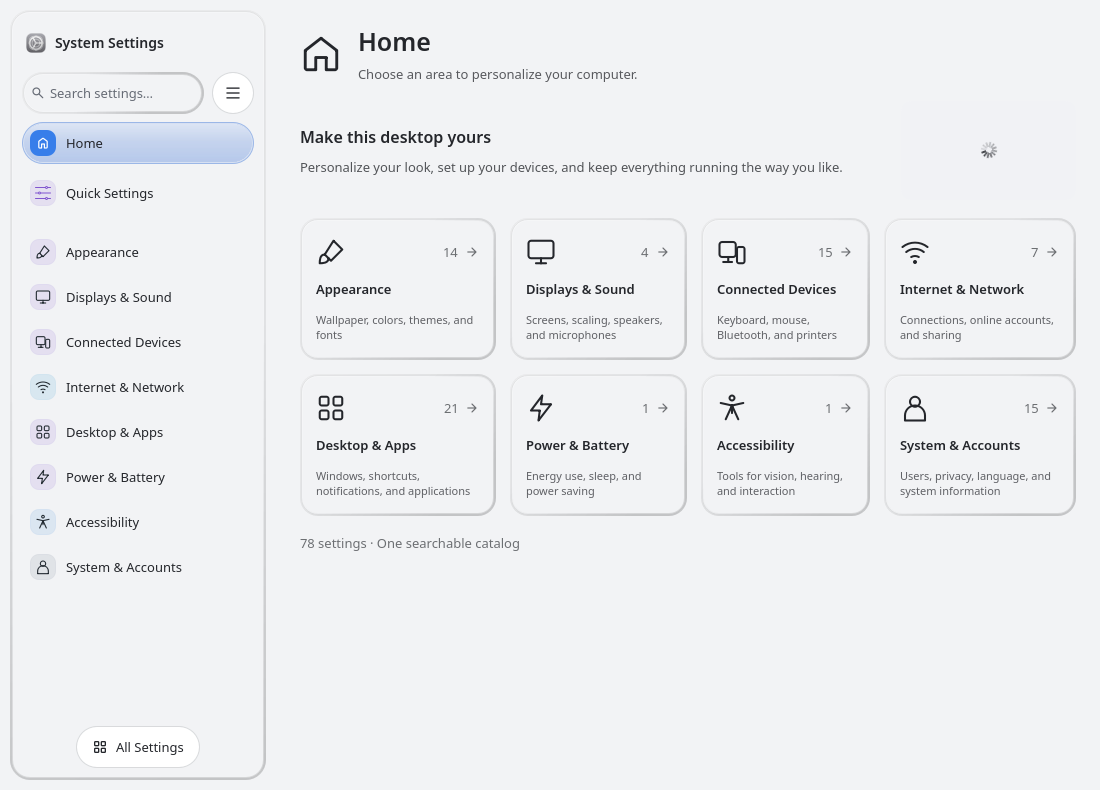 System Settings
Search settings...
Home
Quick Settings
Appearance
Displays & Sound
Connected Devices
Internet & Network
Desktop & Apps
Power & Battery
Accessibility
System & Accounts
All Settings
Home
Choose an area to personalize your computer.
Make this desktop yours
Personalize your look, set up your devices, and keep everything running the way you like.
14
Appearance
Wallpaper, colors, themes, and
fonts
4
Displays & Sound
Screens, scaling, speakers,
and microphones
15
Connected Devices
Keyboard, mouse,
Bluetooth, and printers
7
Internet & Network
Connections, online accounts,
and sharing
21
Desktop & Apps
Windows, shortcuts,
notifications, and applications
1
Power & Battery
Energy use, sleep, and
power saving
1
Accessibility
Tools for vision, hearing,
and interaction
15
System & Accounts
Users, privacy, language, and
system information
78 settings · One searchable catalog